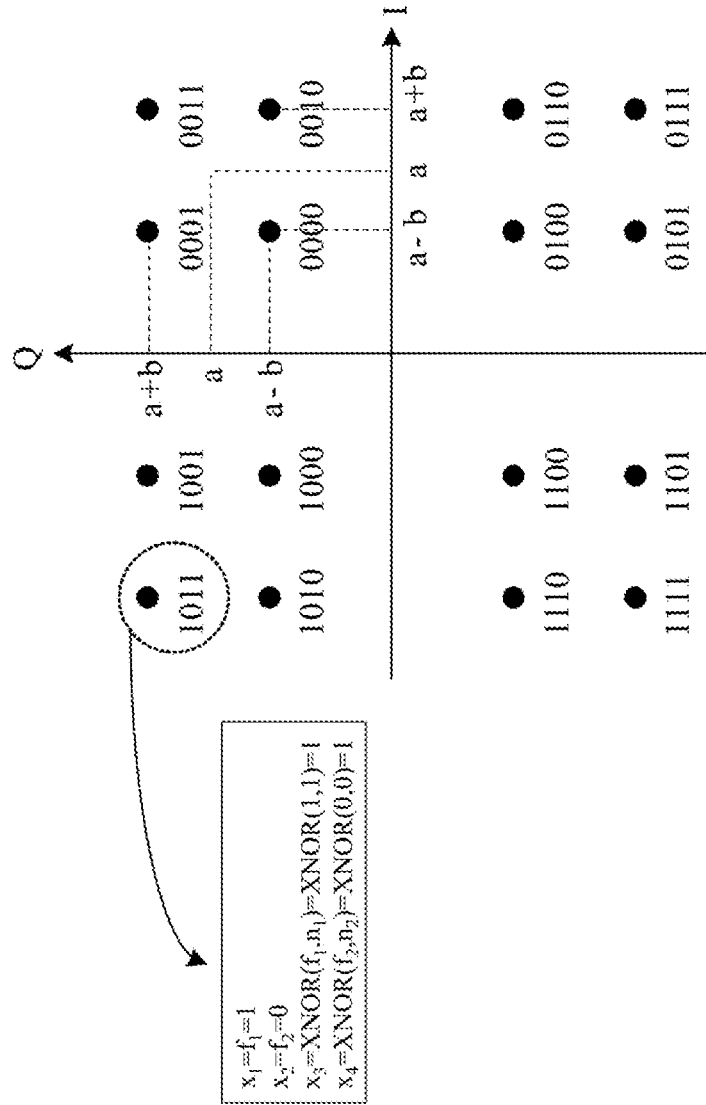 Q
I
a+b
a
a - b
a - b
a
a+b
1011
1001
0001
0011
1010
1000
0000
0010
1110
1100
0100
0110
1111
1101
0101
0111
x₁=f₁=1
x₂=f₂=0
x₃=XNOR(f₁,n₁)=XNOR(1,1)=1
x₄=XNOR(f₂,n₂)=XNOR(0,0)=1